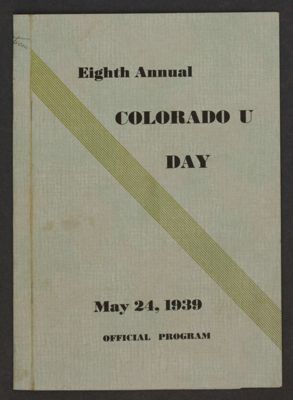 Eighth Annual
COLORADO U
DAY
May 24, 1939
OFFICIAL PROGRAM